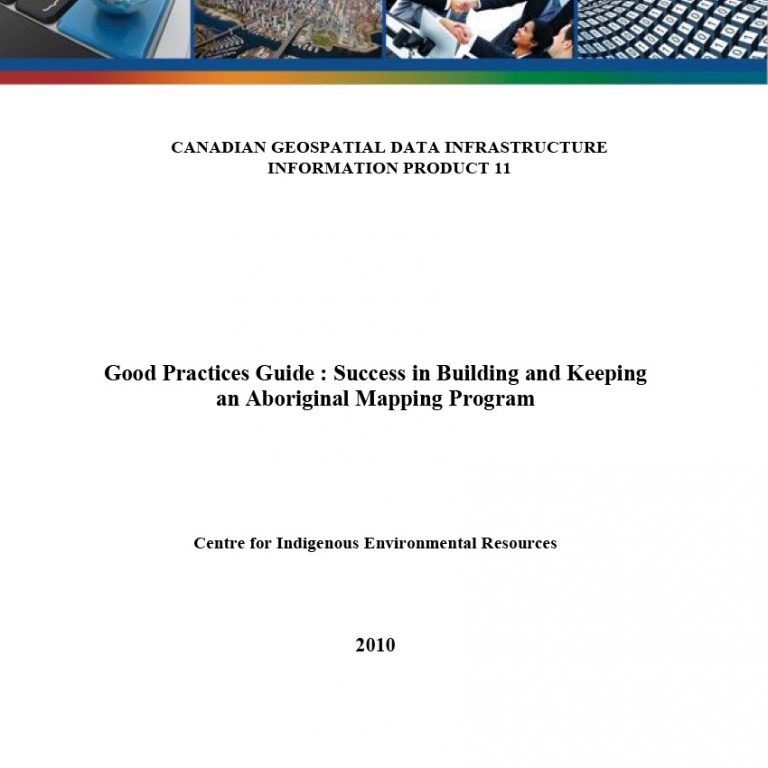 CANADIAN GEOSPATIAL DATA INFRASTRUCTURE
INFORMATION PRODUCT 11
Good Practices Guide : Success in Building and Keeping
an Aboriginal Mapping Program
Centre for Indigenous Environmental Resources
2010